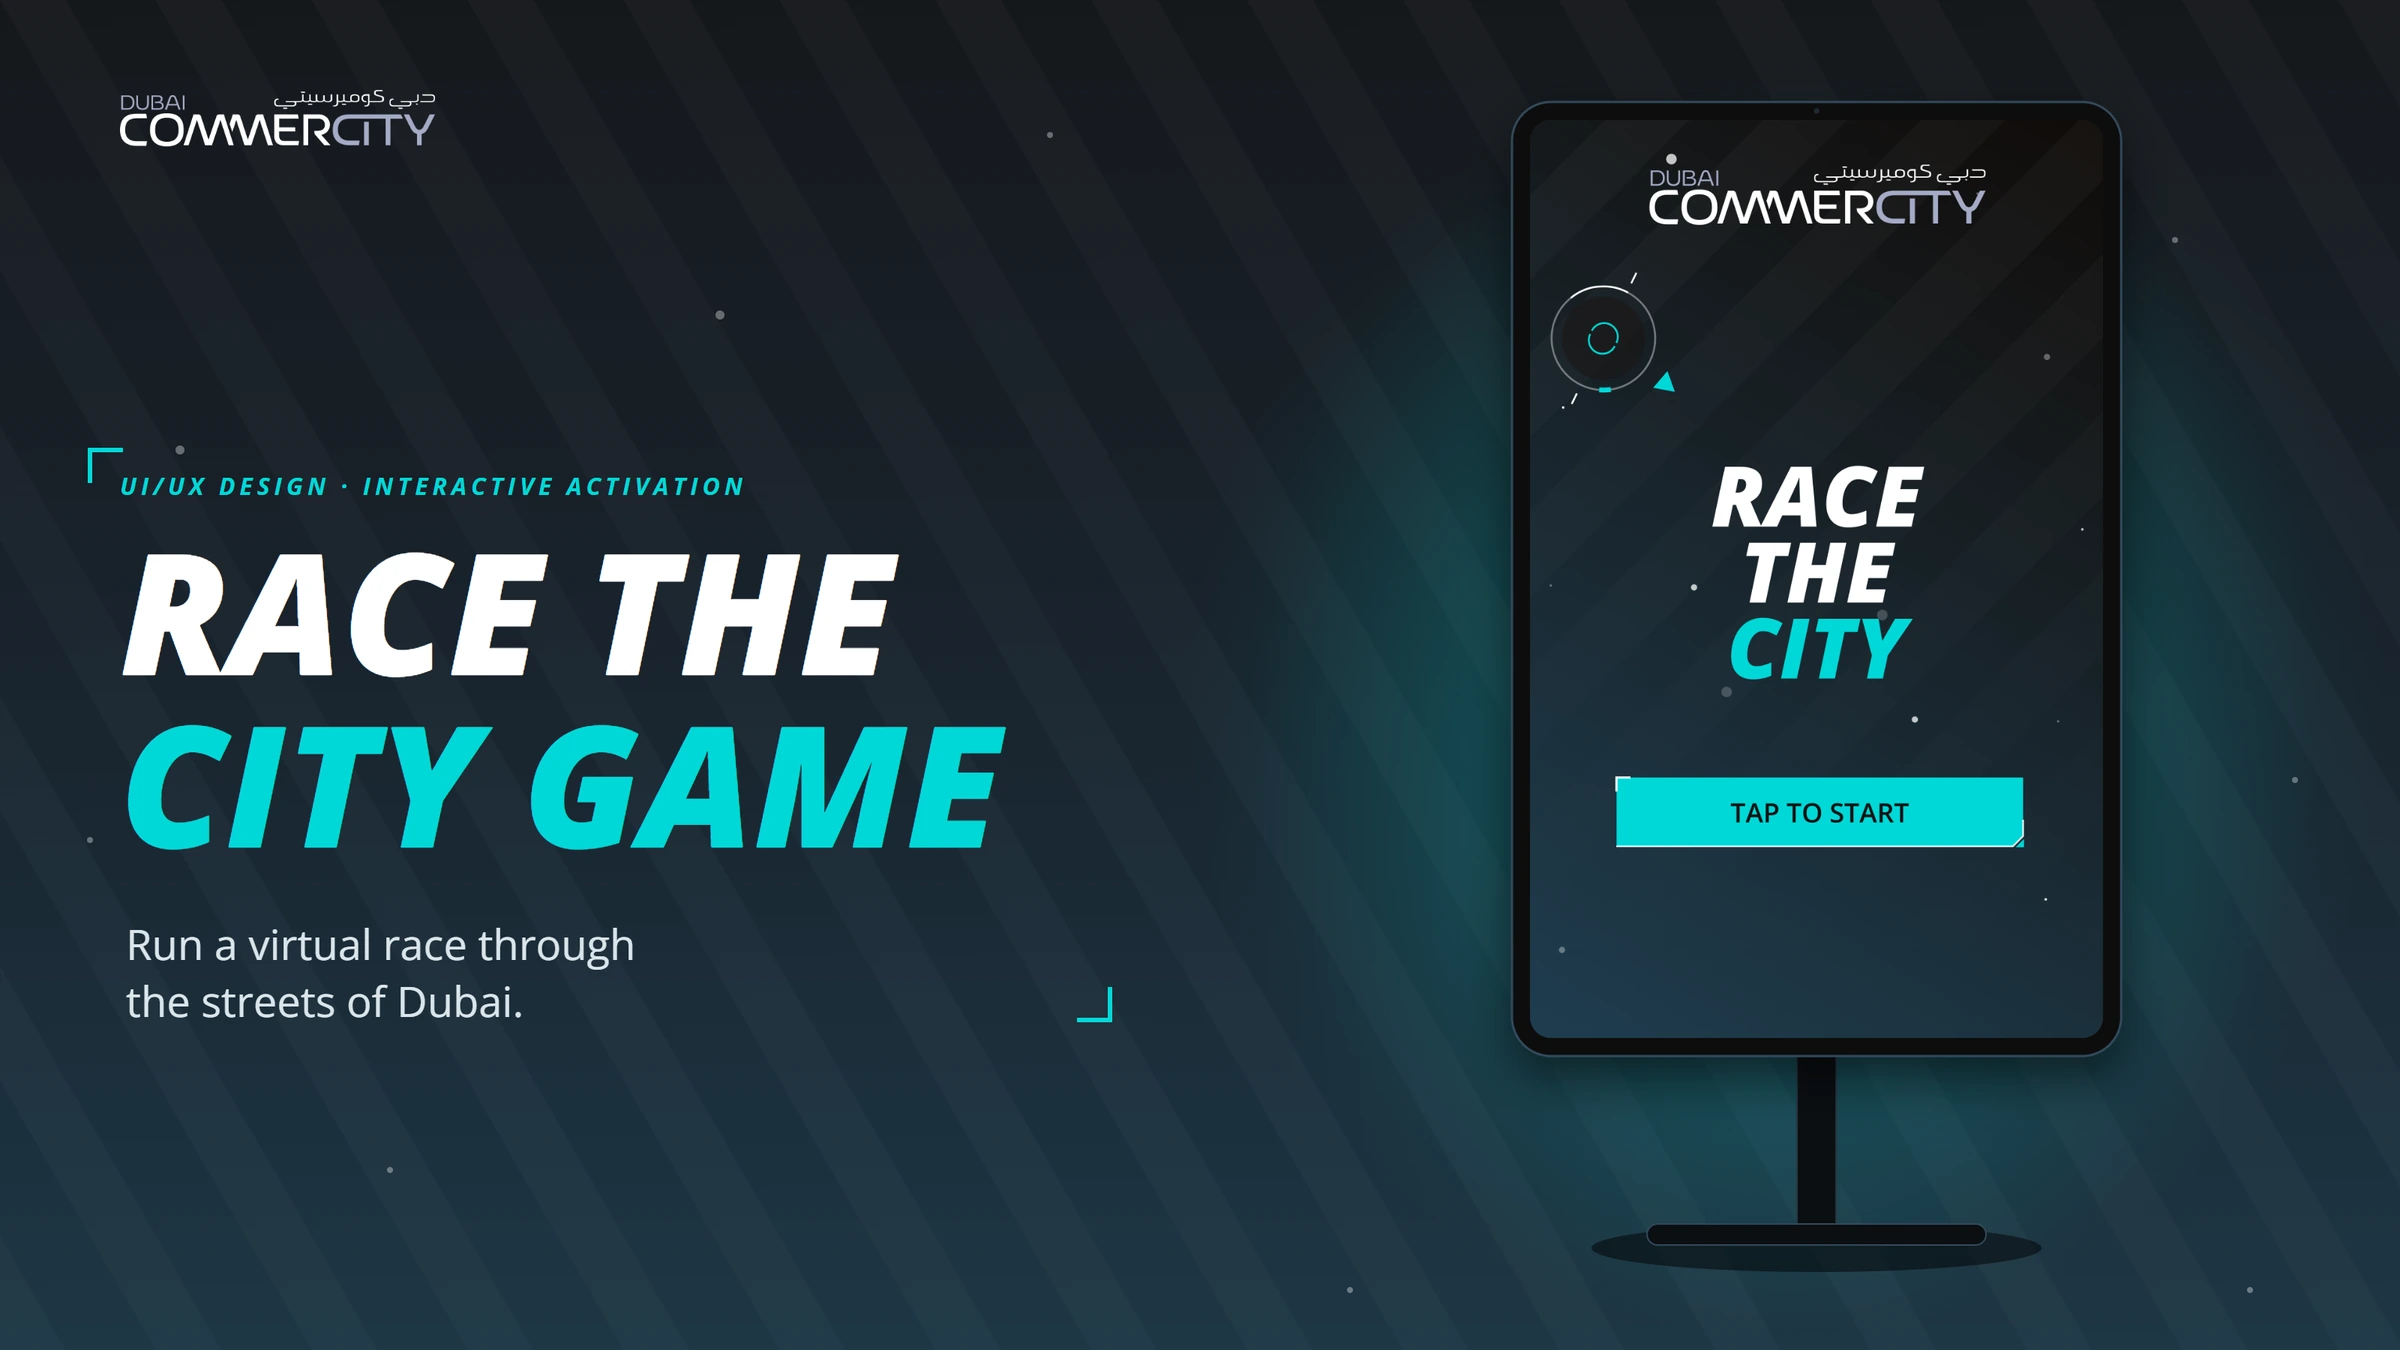 DUBAI دبي كوميرسيتي
COMMERCITY
UI/UX DESIGN · INTERACTIVE ACTIVATION
RACE THE
CITY GAME
Run a virtual race through
the streets of Dubai.
DUBAI دبي كوميرسيتي
COMMERCITY
RACE
THE
CITY
TAP TO START